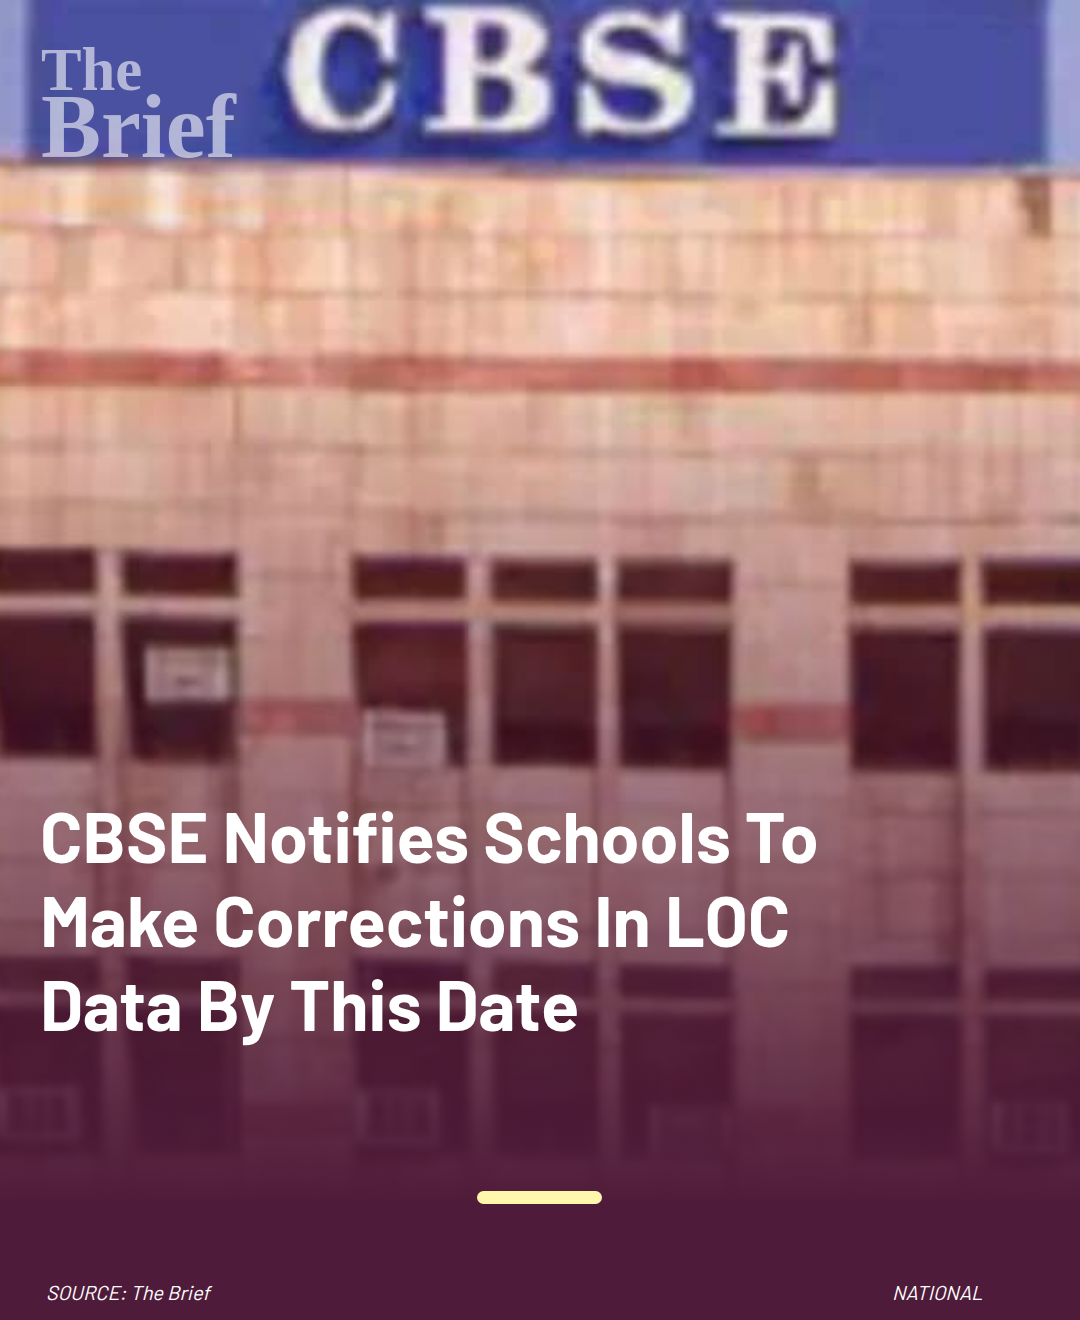 CBSE
The
Brief
CBSE Notifies Schools To
Make Corrections In LOC
Data By This Date
SOURCE: The Brief
NATIONAL